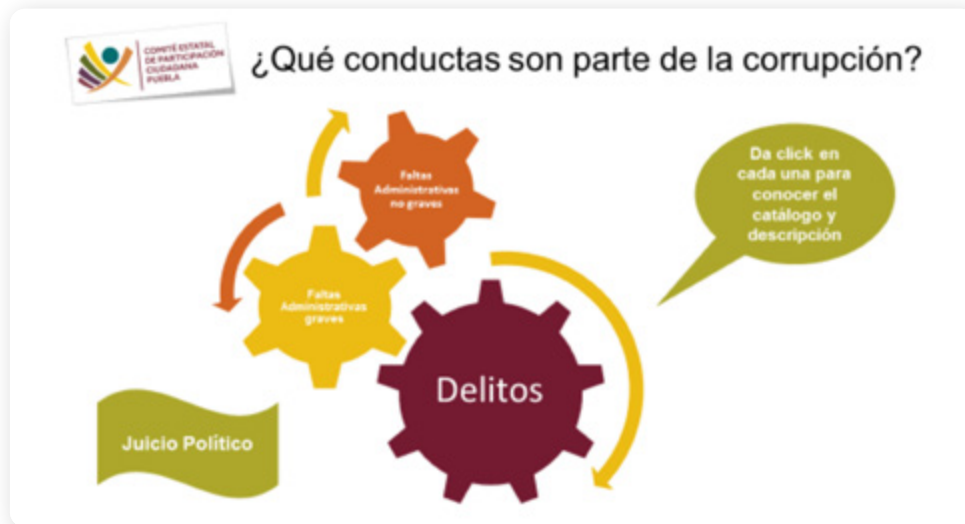 COMITÉ ESTATAL
DE PARTICIPACIÓN
CIUDADANA
PUEBLA
¿Qué conductas son parte de la corrupción?
Faltas
Administrativas
no graves
Da click en
cada una para
conocer el
catálogo y
descripción
Faltas
Administrativas
graves
Delitos
Juicio Político